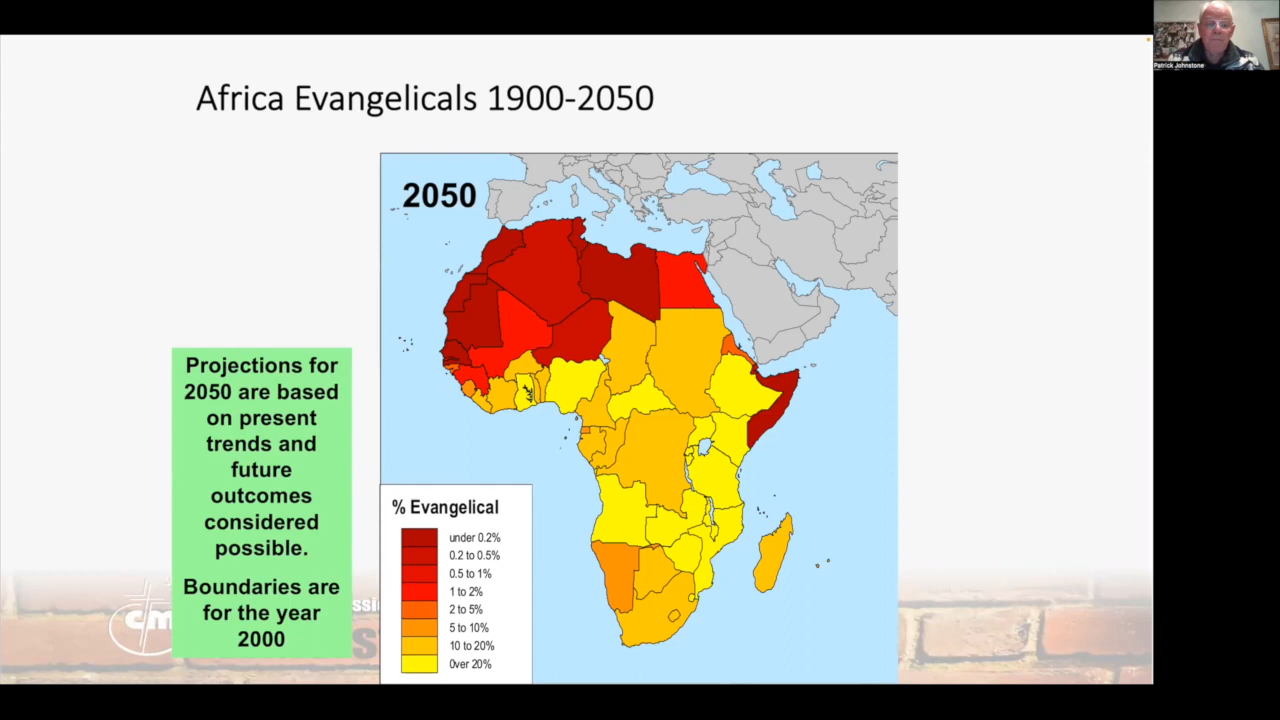 Patrick Johnstone
Africa Evangelicals 1900-2050
2050
Projections for
2050 are based
on present
trends and
future
outcomes
considered
possible.
Boundaries are
for the year
2000
% Evangelical
under 0.2%
0.2 to 0.5%
0.5 to 1%
1 to 2%
2 to 5%
5 to 10%
10 to 20%
Over 20%
cm